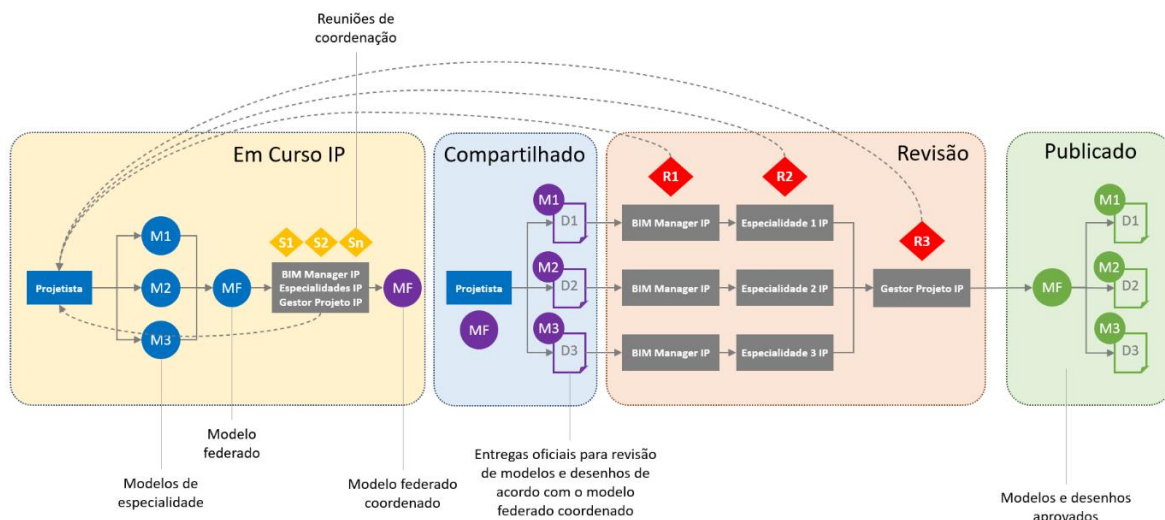 Reuniões de
coordenação
Em Curso IP
Compartilhado
Revisão
Publicado
M1
S1
S2
Sn
Projetista
M2
MF
BIM Manager IP
Especialidades IP
Gestor Projeto IP
MF
M3
Projetista
MF
M1
D1
M2
D2
M3
D3
R1
R2
R3
BIM Manager IP
Especialidade 1 IP
BIM Manager IP
Especialidade 2 IP
BIM Manager IP
Especialidade 3 IP
Gestor Projeto IP
MF
M1
D1
M2
D2
M3
D3
Modelo
federado
Modelos de
especialidade
Modelo federado
coordenado
Entregas oficiais para revisão
de modelos e desenhos de
acordo com o modelo
federado coordenado
Modelos e desenhos
aprovados